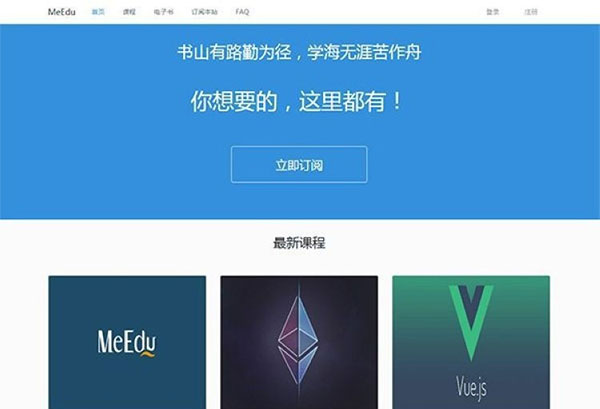 MeEdu 首页 课程 电子书 订阅本站 FAQ 登录 注册
书山有路勤为径，学海无涯苦作舟
你想要的，这里都有！
立即订阅
最新课程
MeEdu
Vue.js